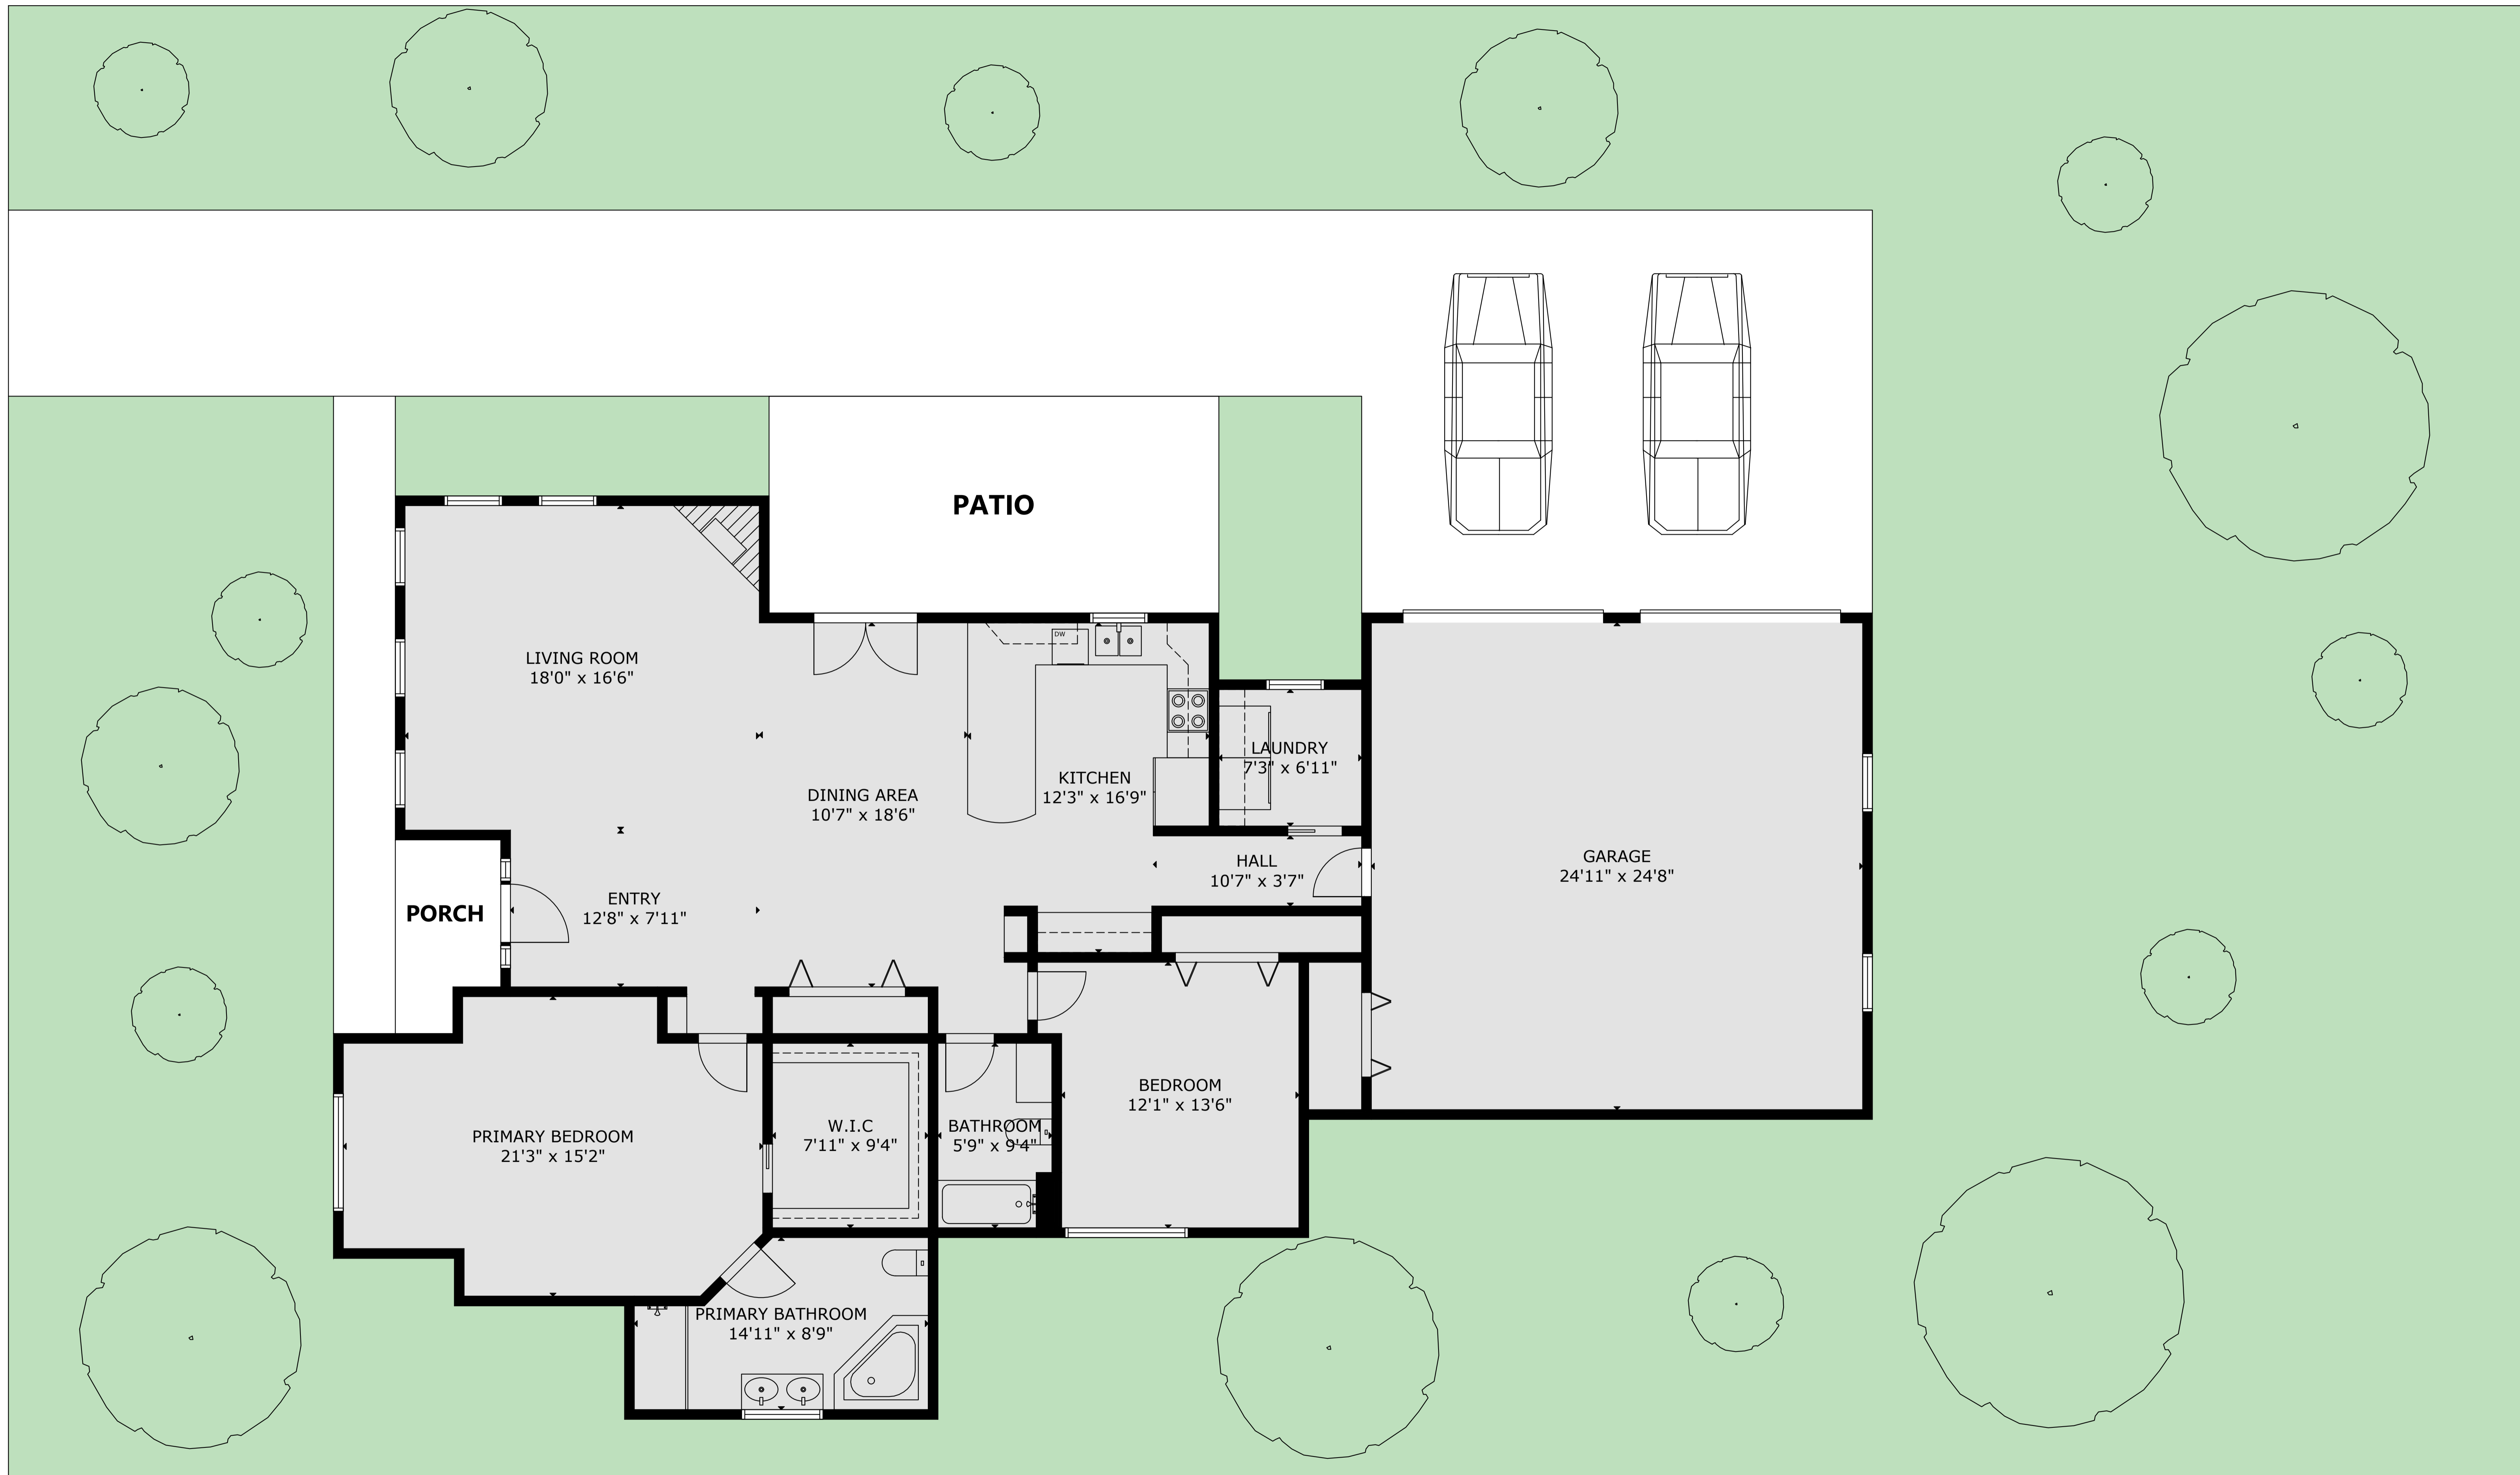 PATIO
DW
LIVING ROOM
18'0" x 16'6"
LAUNDRY
7'3" x 6'11"
KITCHEN
12'3" x 16'9"
DINING AREA
10'7" x 18'6"
HALL
10'7" x 3'7"
GARAGE
24'11" x 24'8"
ENTRY
12'8" x 7'11"
PORCH
BEDROOM
12'1" x 13'6"
W.I.C
7'11" x 9'4"
BATHROOM
5'9" x 9'4"
PRIMARY BEDROOM
21'3" x 15'2"
PRIMARY BATHROOM
14'11" x 8'9"